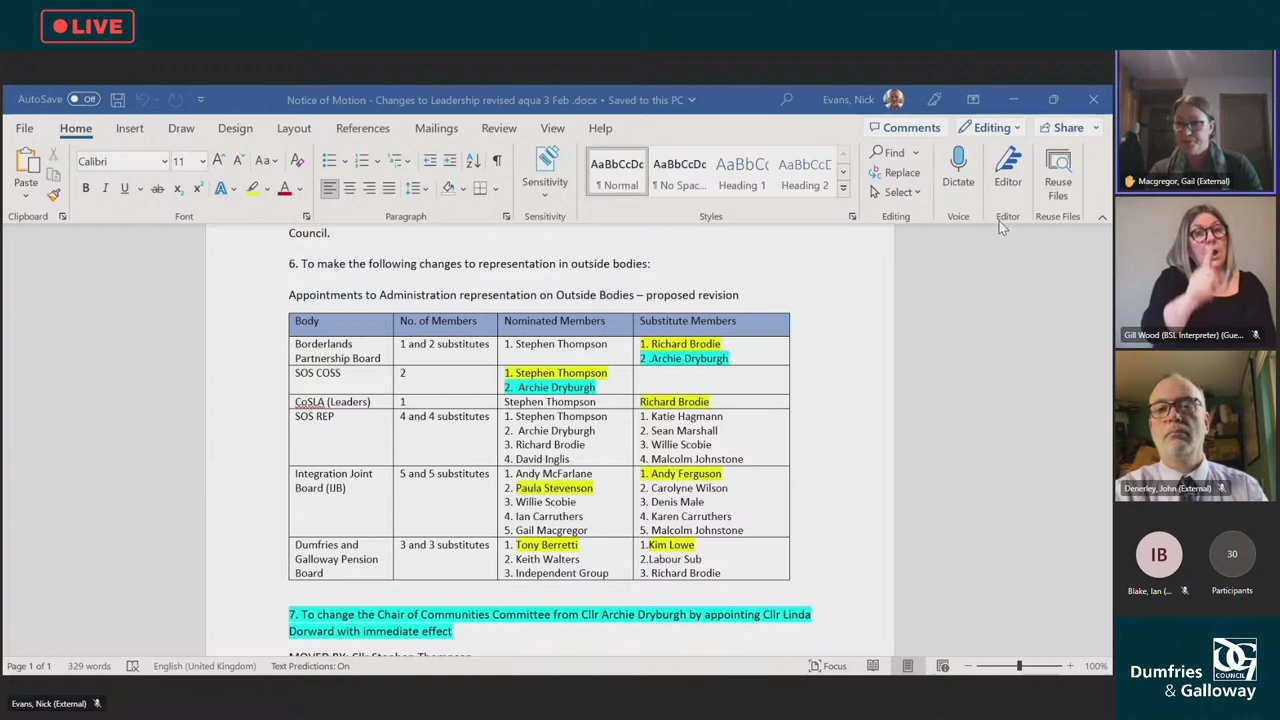 LIVE
AutoSave Off
Notice of Motion - Changes to Leadership revised aqua 3 Feb .docx • Saved to this PC
Evans, Nick
File Home Insert Draw Design Layout References Mailings Review View Help
Comments Editing Share
Paste
Calibri 11 Aa
B I U ab x₂ x² A A
Sensitivity
AaBbCcDc AaBbCcDc AaBbCc AaBbCcD
¶ Normal ¶ No Spac... Heading 1 Heading 2
Find
Replace
Select
Dictate
Editor
Reuse Files
Clipboard Font Paragraph Sensitivity Styles Editing Voice Editor Reuse Files
Council.
6. To make the following changes to representation in outside bodies:
Appointments to Administration representation on Outside Bodies – proposed revision
Body No. of Members Nominated Members Substitute Members
Borderlands 1 and 2 substitutes 1. Stephen Thompson 1. Richard Brodie
Partnership Board 2 .Archie Dryburgh
SOS COSS 2 1. Stephen Thompson
2. Archie Dryburgh
CoSLA (Leaders) 1 Stephen Thompson Richard Brodie
SOS REP 4 and 4 substitutes 1. Stephen Thompson 1. Katie Hagmann
2. Archie Dryburgh 2. Sean Marshall
3. Richard Brodie 3. Willie Scobie
4. David Inglis 4. Malcolm Johnstone
Integration Joint 5 and 5 substitutes 1. Andy McFarlane 1. Andy Ferguson
Board (IJB) 2. Paula Stevenson 2. Carolyne Wilson
3. Willie Scobie 3. Denis Male
4. Ian Carruthers 4. Karen Carruthers
5. Gail Macgregor 5. Malcolm Johnstone
Dumfries and 3 and 3 substitutes 1. Tony Berretti 1.Kim Lowe
Galloway Pension 2. Keith Walters 2.Labour Sub
Board 3. Independent Group 3. Richard Brodie
7. To change the Chair of Communities Committee from Cllr Archie Dryburgh by appointing Cllr Linda
Dorward with immediate effect
MOVED BY: Cllr Stephen Thompson
Page 1 of 1 329 words English (United Kingdom) Text Predictions: On Focus 100%
Evans, Nick (External)
Macgregor, Gail (External)
Gill Wood (BSL Interpreter) (Gue...
Denerley, John (External)
IB
Blake, Ian (...
30
Participants
Dumfries
& Galloway
COUNCIL